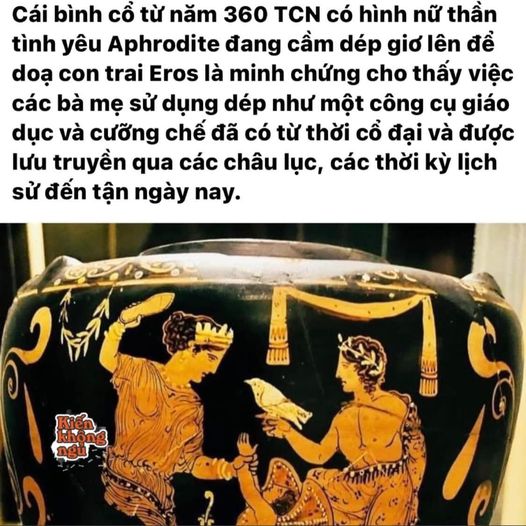 Cái bình cổ từ năm 360 TCN có hình nữ thần
tình yêu Aphrodite đang cầm dép giơ lên để
doạ con trai Eros là minh chứng cho thấy việc
các bà mẹ sử dụng dép như một công cụ giáo
dục và cưỡng chế đã có từ thời cổ đại và được
lưu truyền qua các châu lục, các thời kỳ lịch
sử đến tận ngày nay.
Kiến
không
ngủ